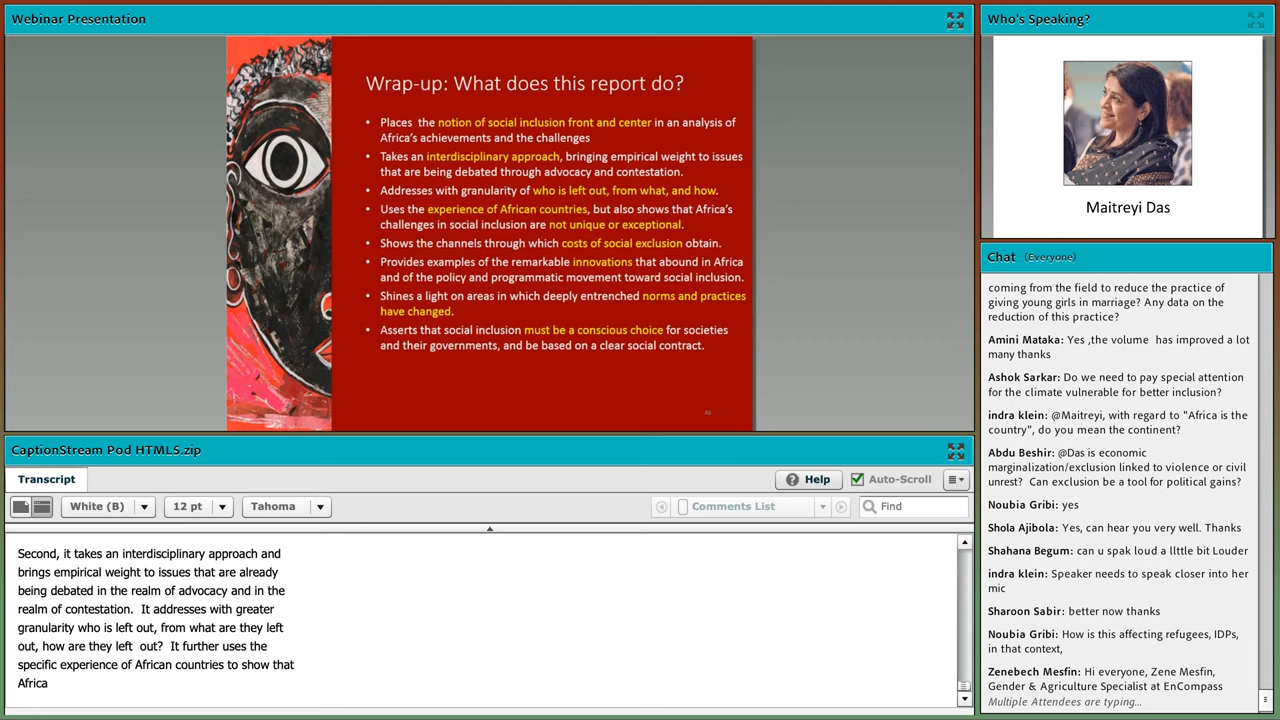 Webinar Presentation
Wrap-up: What does this report do?
• Places the notion of social inclusion front and center in an analysis of
Africa's achievements and the challenges
• Takes an interdisciplinary approach, bringing empirical weight to issues
that are being debated through advocacy and contestation.
• Addresses with granularity of who is left out, from what, and how.
• Uses the experience of African countries, but also shows that Africa's
challenges in social inclusion are not unique or exceptional.
• Shows the channels through which costs of social exclusion obtain.
• Provides examples of the remarkable innovations that abound in Africa
and of the policy and programmatic movement toward social inclusion.
• Shines a light on areas in which deeply entrenched norms and practices
have changed.
• Asserts that social inclusion must be a conscious choice for societies
and their governments, and be based on a clear social contract.
Who's Speaking?
Maitreyi Das
Chat (Everyone)
coming from the field to reduce the practice of
giving young girls in marriage? Any data on the
reduction of this practice?
Amini Mataka: Yes ,the volume has improved a lot
many thanks
Ashok Sarkar: Do we need to pay special attention
for the climate vulnerable for better inclusion?
indra klein: @Maitreyi, with regard to "Africa is the
country", do you mean the continent?
Abdu Beshir: @Das is economic
marginalization/exclusion linked to violence or civil
unrest? Can exclusion be a tool for political gains?
Noubia Gribi: yes
Shola Ajibola: Yes, can hear you very well. Thanks
Shahana Begum: can u spak loud a lIttle bit Louder
indra klein: Speaker needs to speak closer into her
mic
Sharoon Sabir: better now thanks
Noubia Gribi: How is this affecting refugees, IDPs,
in that context,
Zenebech Mesfin: Hi everyone, Zene Mesfin,
Gender & Agriculture Specialist at EnCompass
Multiple Attendees are typing...
CaptionStream Pod HTML5.zip
Transcript
Help
Auto-Scroll
White (B)
12 pt
Tahoma
Comments List
Find
Second, it takes an interdisciplinary approach and
brings empirical weight to issues that are already
being debated in the realm of advocacy and in the
realm of contestation. It addresses with greater
granularity who is left out, from what are they left
out, how are they left out? It further uses the
specific experience of African countries to show that
Africa